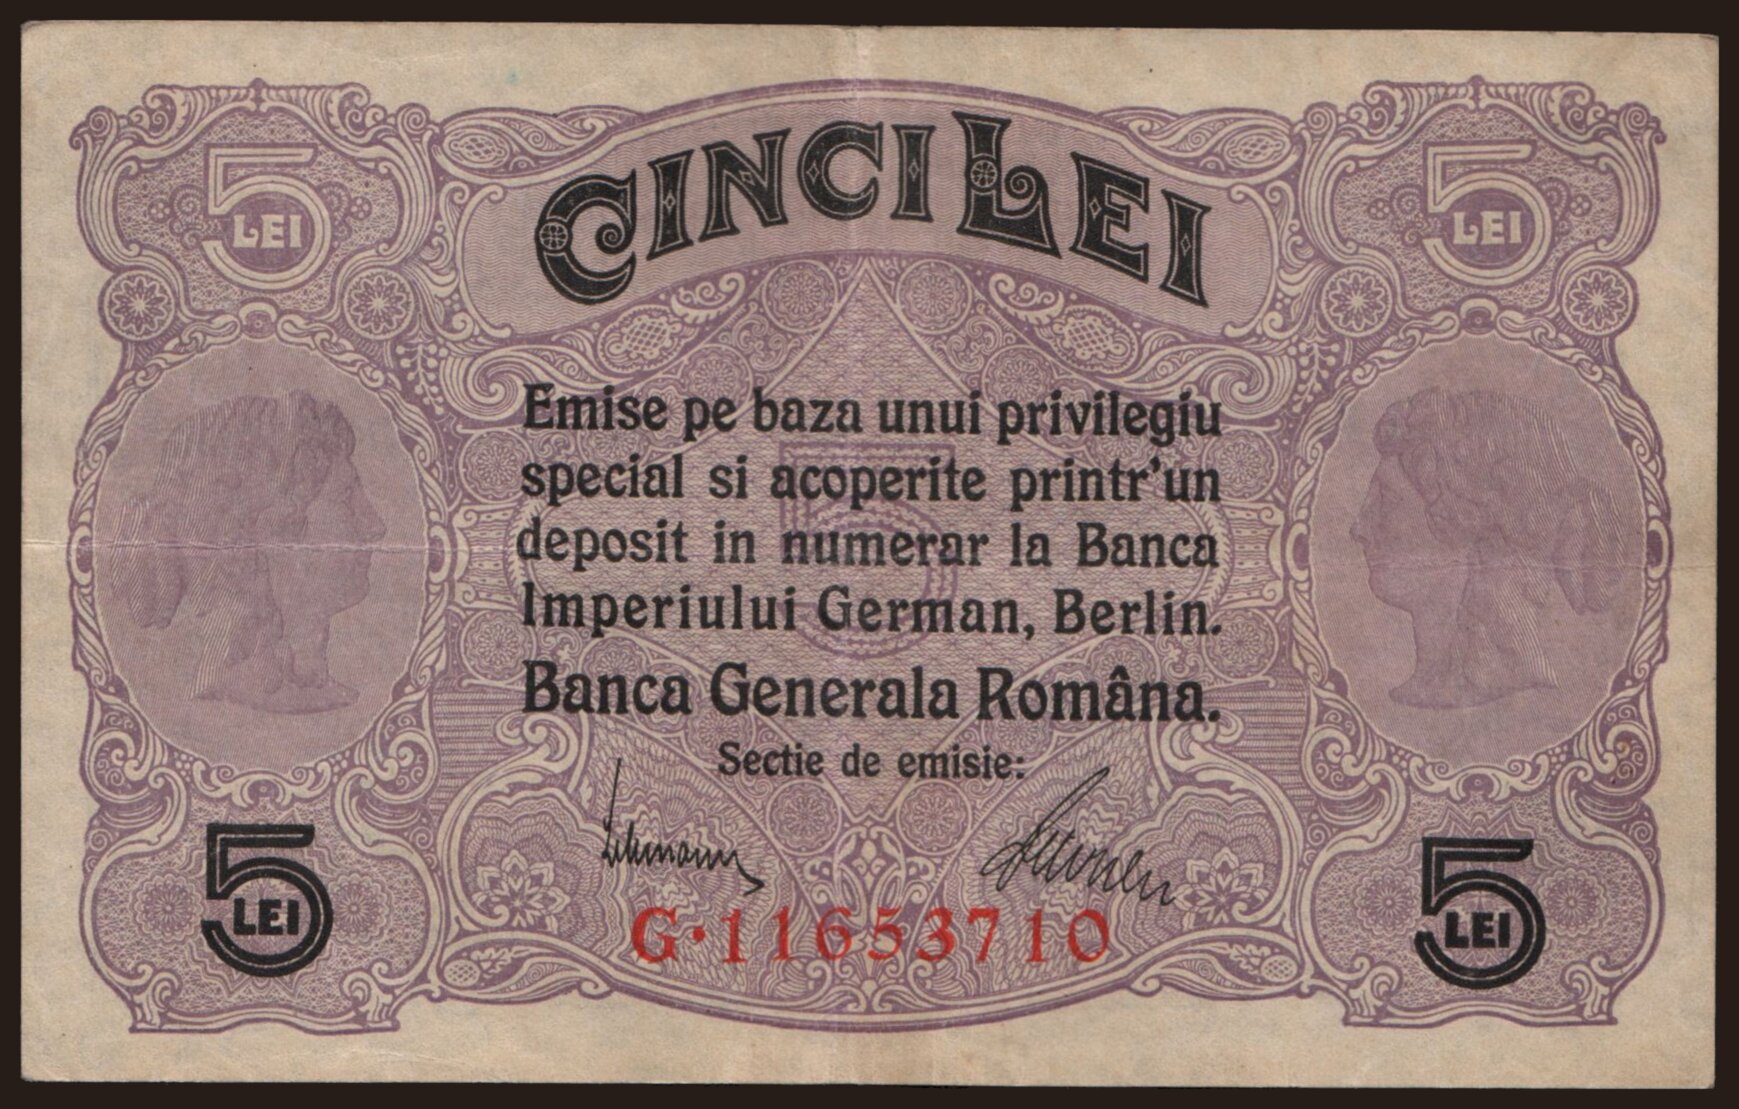 5 LEI
CINCI LEI
5 LEI
Emise pe baza unui privilegiu
special si acoperite printr'un
deposit in numerar la Banca
Imperiului German, Berlin.
Banca Generala Română.
Sectie de emisie:
5 LEI
G·11653710
5 LEI